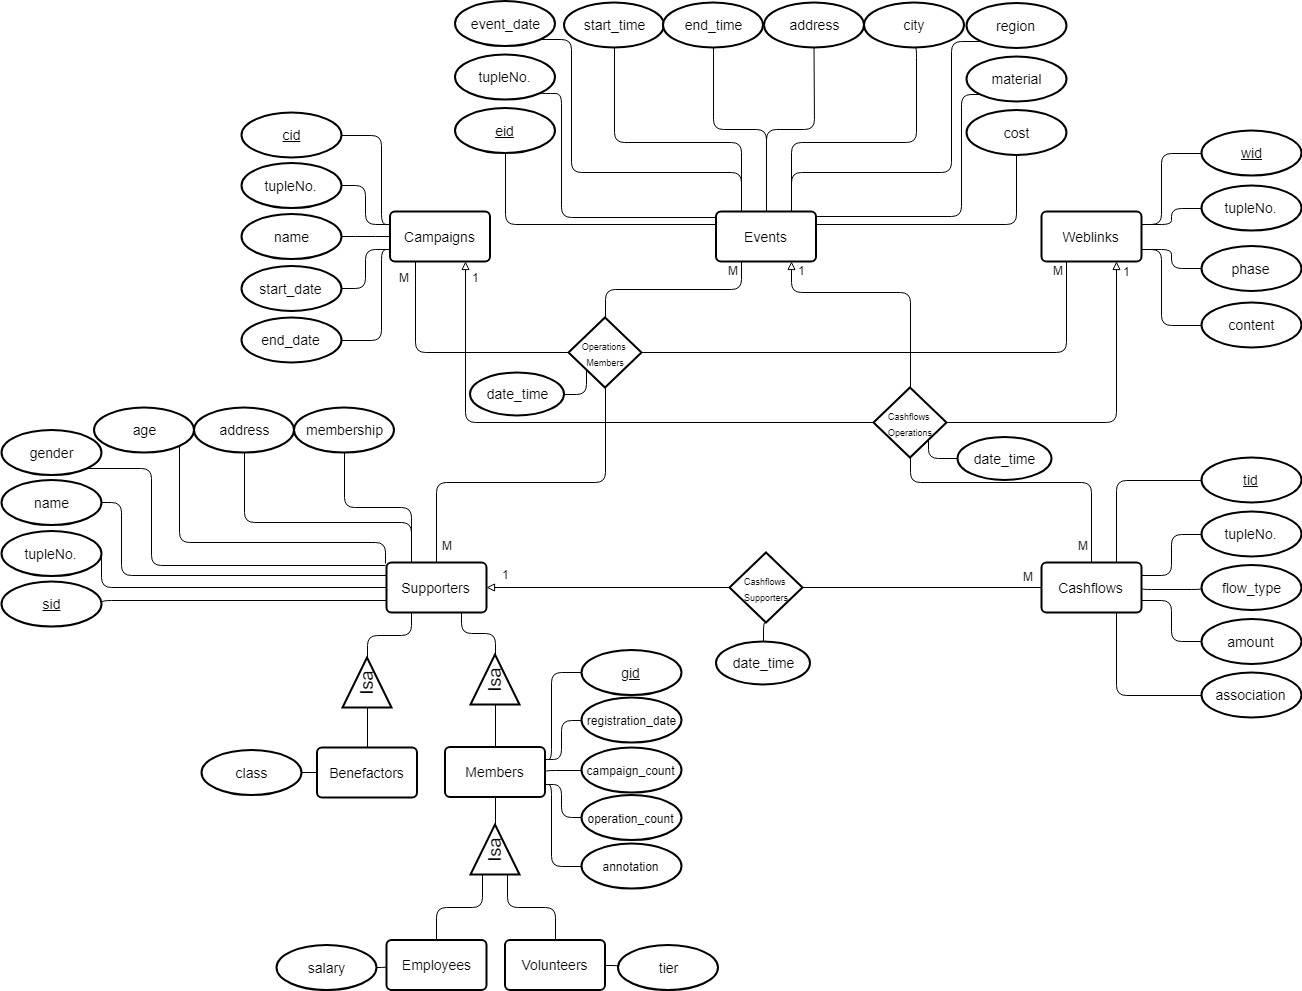 event_date
start_time
end_time
address
city
region
tupleNo.
material
eid
cost
cid
wid
tupleNo.
tupleNo.
name
Campaigns
Events
Weblinks
start_date
phase
M
1
M
1
M
1
end_date
content
Operations
Members
date_time
Cashflows
Operations
date_time
age
address
membership
gender
name
tupleNo.
sid
M
M
tid
tupleNo.
Supporters
1
Cashflows
Supporters
M
Cashflows
flow_type
amount
association
date_time
Isa
Isa
gid
registration_date
class
Benefactors
Members
campaign_count
operation_count
annotation
Isa
salary
Employees
Volunteers
tier